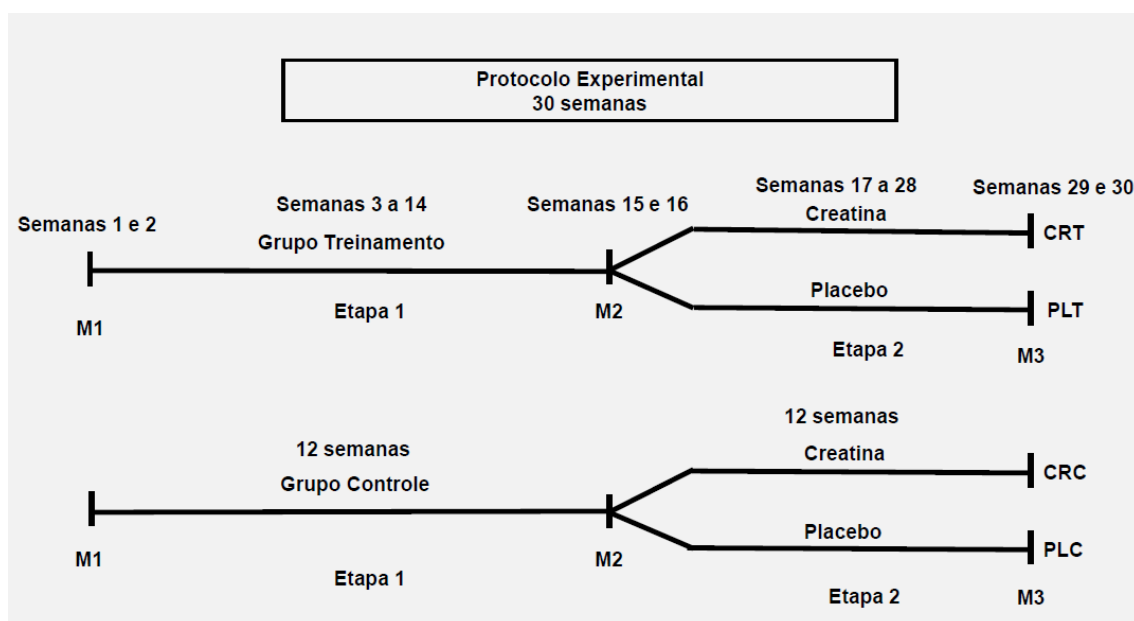 Protocolo Experimental
30 semanas
Semanas 1 e 2
Semanas 3 a 14
Semanas 15 e 16
Semanas 17 a 28
Semanas 29 e 30
Grupo Treinamento
Creatina
CRT
Placebo
PLT
M1
Etapa 1
M2
Etapa 2
M3
12 semanas
12 semanas
Grupo Controle
Creatina
CRC
Placebo
PLC
M1
Etapa 1
M2
Etapa 2
M3